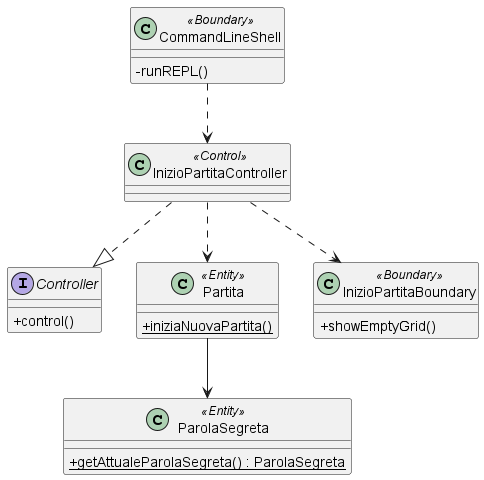 C «Boundary»
CommandLineShell
-runREPL()
C «Control»
InizioPartitaController
I Controller
+control()
C «Entity»
Partita
+iniziaNuovaPartita()
C «Boundary»
InizioPartitaBoundary
+showEmptyGrid()
C «Entity»
ParolaSegreta
+getAttualeParolaSegreta() : ParolaSegreta